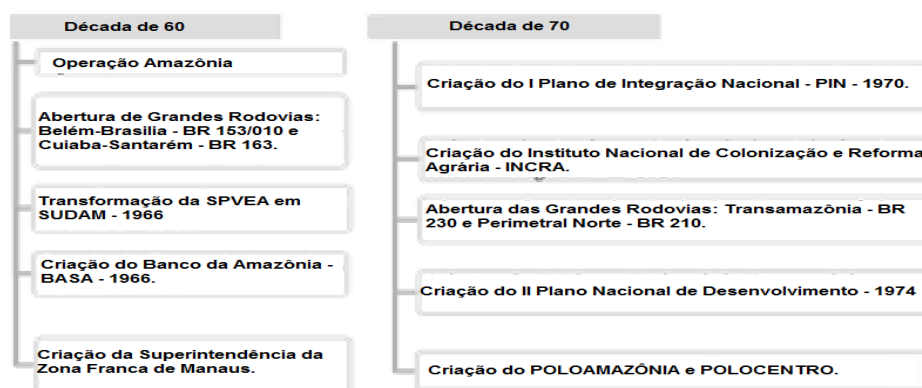 Década de 60
Operação Amazônia
Abertura de Grandes Rodovias:
Belém-Brasilia - BR 153/010 e
Cuiaba-Santarém - BR 163.
Transformação da SPVEA em
SUDAM - 1966
Criação do Banco da Amazônia -
BASA - 1966.
Criação da Superintendência da
Zona Franca de Manaus.
Década de 70
Criação do I Plano de Integração Nacional - PIN - 1970.
Criação do Instituto Nacional de Colonização e Reforma
Agrária - INCRA.
Abertura das Grandes Rodovias: Transamazônia - BR
230 e Perimetral Norte - BR 210.
Criação do II Plano Nacional de Desenvolvimento - 1974
Criação do POLOAMAZÔNIA e POLOCENTRO.